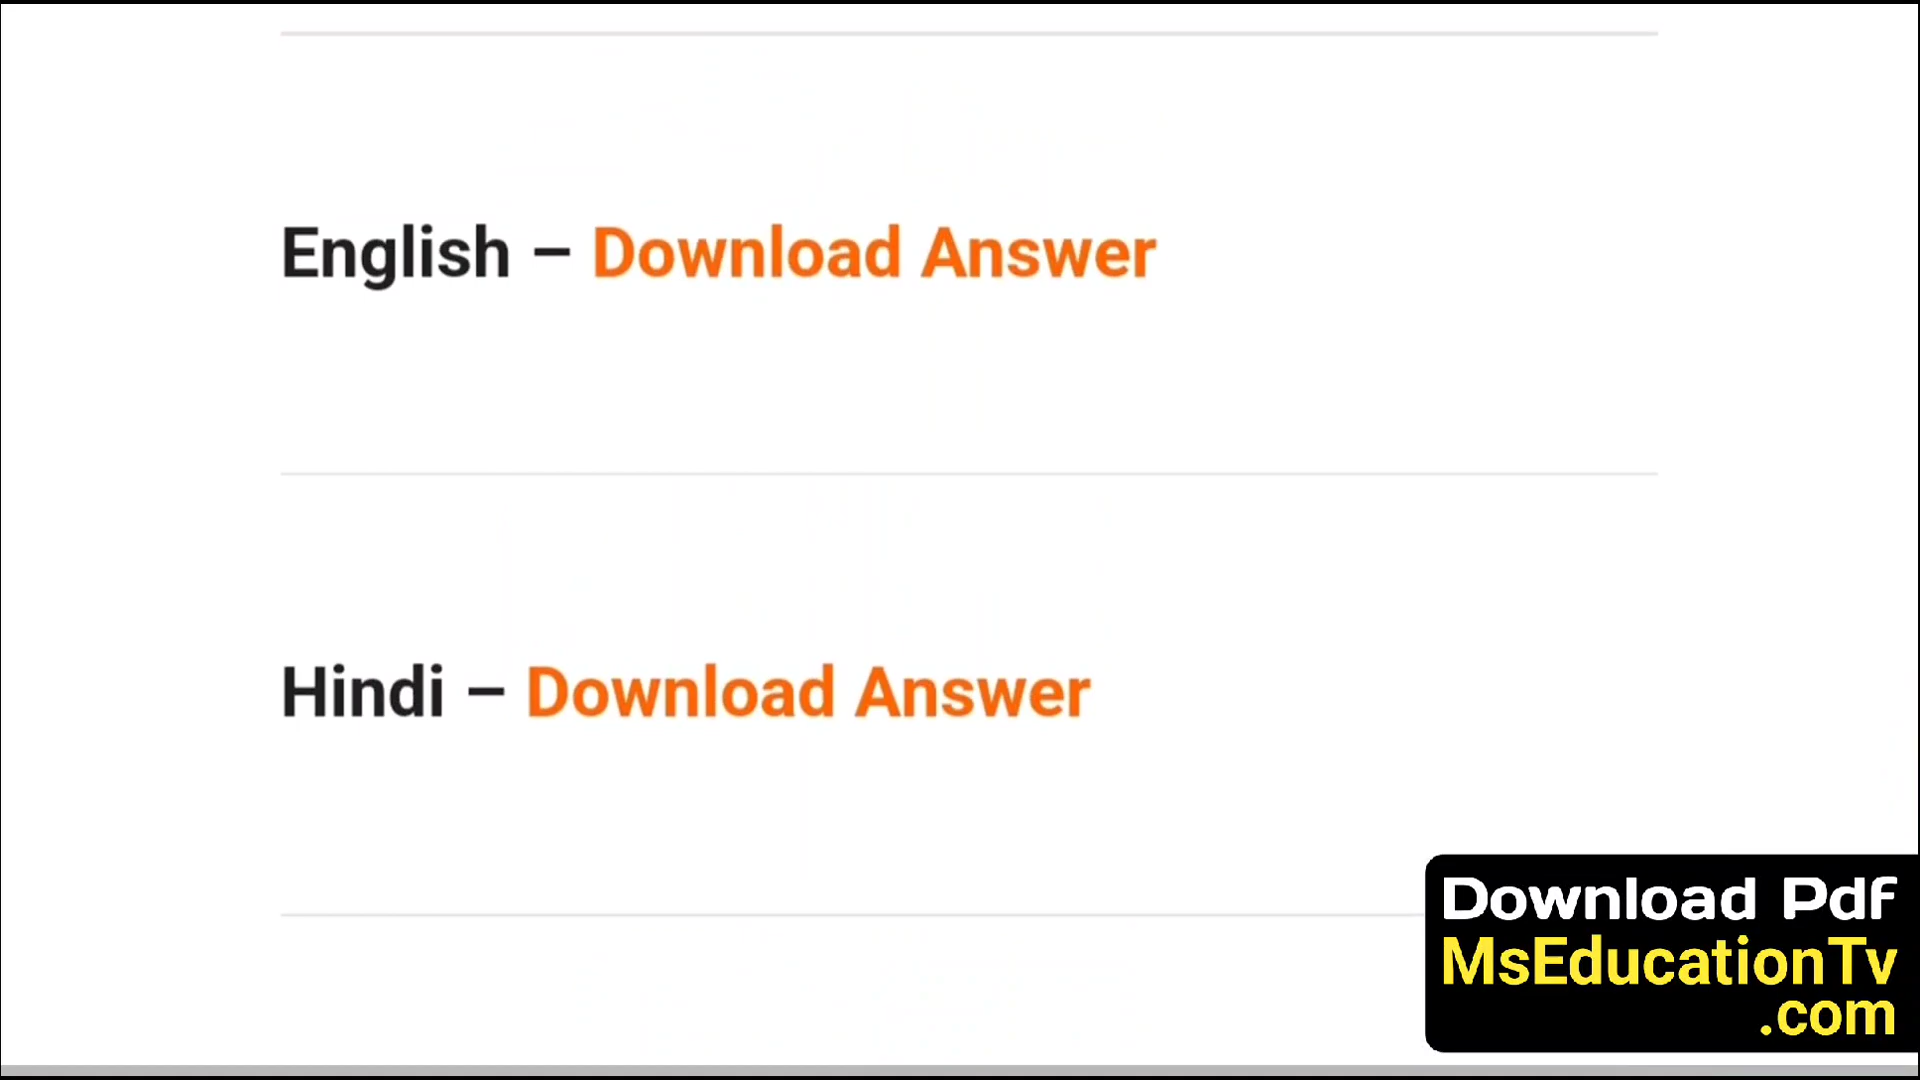 English – Download Answer
Hindi – Download Answer
Download Pdf
MsEducationTv
.com